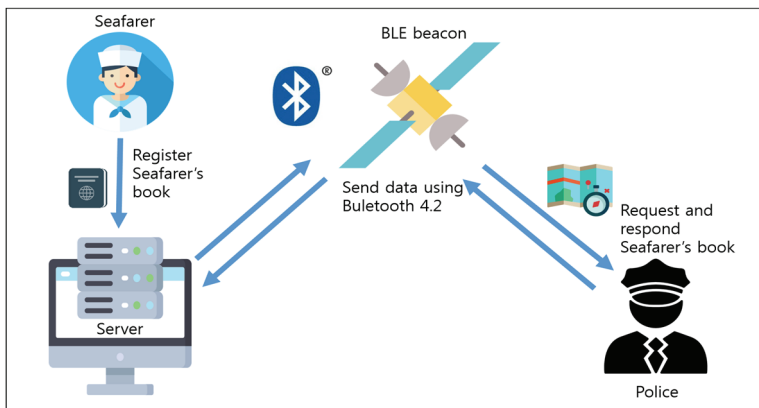 Seafarer
BLE beacon
®
Register
Seafarer's
book
Send data using
Buletooth 4.2
Request and
respond
Seafarer's book
Server
Police